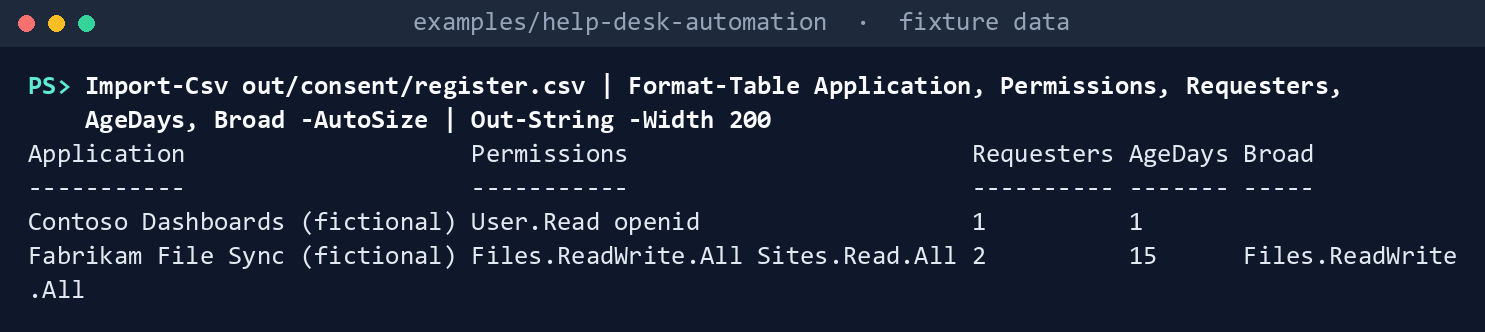 examples/help-desk-automation · fixture data
PS> Import-Csv out/consent/register.csv | Format-Table Application, Permissions, Requesters,
AgeDays, Broad -AutoSize | Out-String -Width 200
Application Permissions Requesters AgeDays Broad
----------- ----------- ---------- ------- -----
Contoso Dashboards (fictional) User.Read openid 1 1
Fabrikam File Sync (fictional) Files.ReadWrite.All Sites.Read.All 2 15 Files.ReadWrite
.All